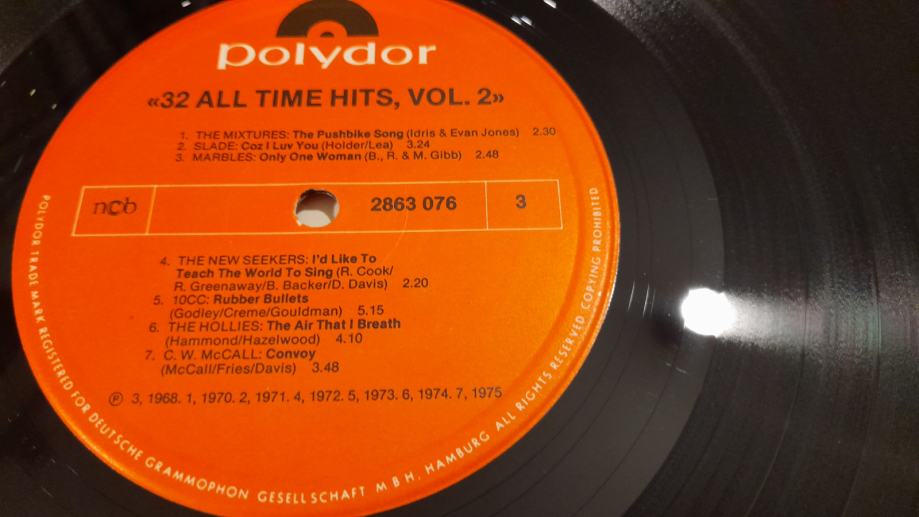 polydor
«32 ALL TIME HITS, VOL. 2»
1. THE MIXTURES: The Pushbike Song (Idris & Evan Jones) 2.30
2. SLADE: Coz I Luv You (Holder/Lea) 3.24
3. MARBLES: Only One Woman (B., R. & M. Gibb) 2.48
ncb 2863 076 3
4. THE NEW SEEKERS: I'd Like To
Teach The World To Sing (R. Cook/
R. Greenaway/B. Backer/D. Davis) 2.20
5. 10CC: Rubber Bullets
(Godley/Creme/Gouldman) 5.15
6. THE HOLLIES: The Air That I Breath
(Hammond/Hazelwood) 4.10
7. C. W. McCALL: Convoy
(McCall/Fries/Davis) 3.48
Ⓟ 3, 1968. 1, 1970. 2, 1971. 4, 1972. 5, 1973. 6, 1974. 7, 1975
POLYDOR TRADE MARK REGISTERED FOR DEUTSCHE GRAMMOPHON GESELLSCHAFT MBH, HAMBURG ALL RIGHTS RESERVED COPYING PROHIBITED